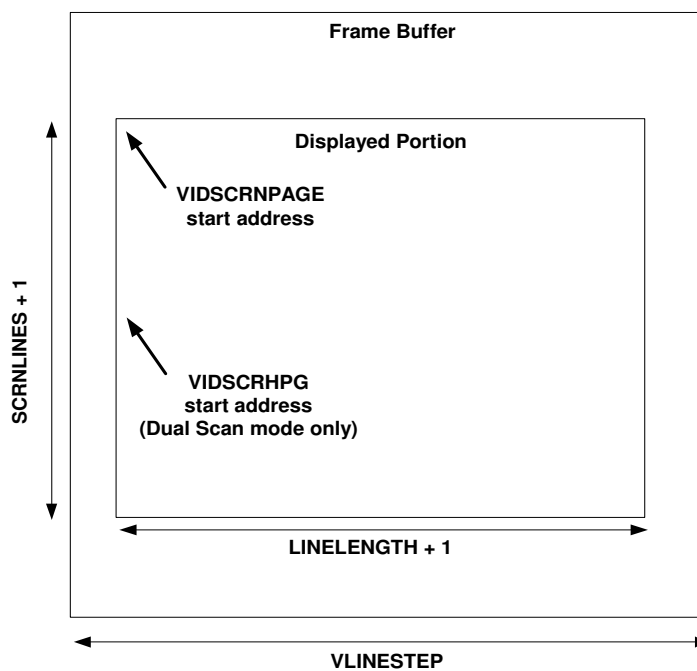 Frame Buffer
Displayed Portion
VIDSCRNPAGE
start address
SCRNLINES + 1
VIDSCRHPG
start address
(Dual Scan mode only)
LINELENGTH + 1
VLINESTEP